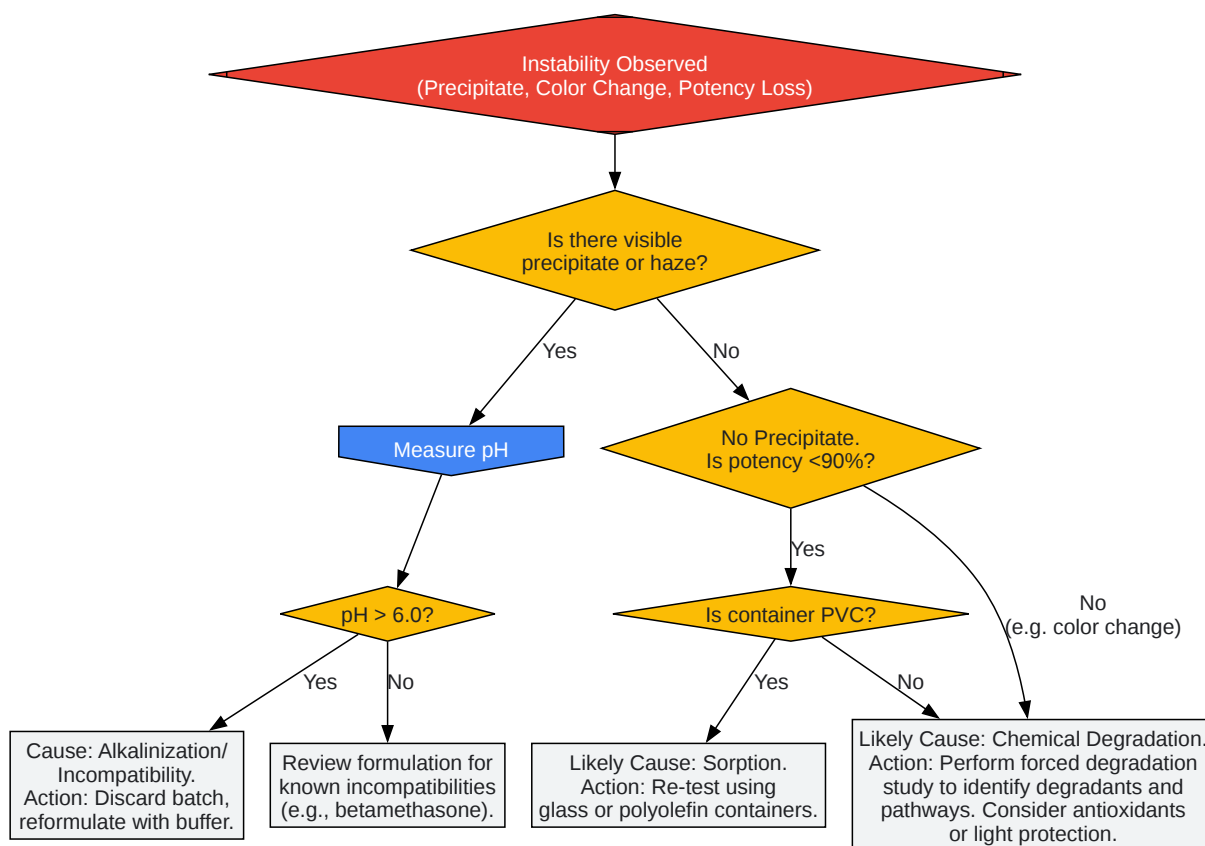 Instability Observed
(Precipitate, Color Change, Potency Loss)
Is there visible
precipitate or haze?
Yes
No
Measure pH
No Precipitate.
Is potency <90%?
Yes
No
(e.g. color change)
pH > 6.0?
Is container PVC?
Yes
No
Yes
No
Cause: Alkalinization/
Incompatibility.
Action: Discard batch,
reformulate with buffer.
Review formulation for
known incompatibilities
(e.g., betamethasone).
Likely Cause: Sorption.
Action: Re-test using
glass or polyolefin containers.
Likely Cause: Chemical Degradation.
Action: Perform forced degradation
study to identify degradants and
pathways. Consider antioxidants
or light protection.